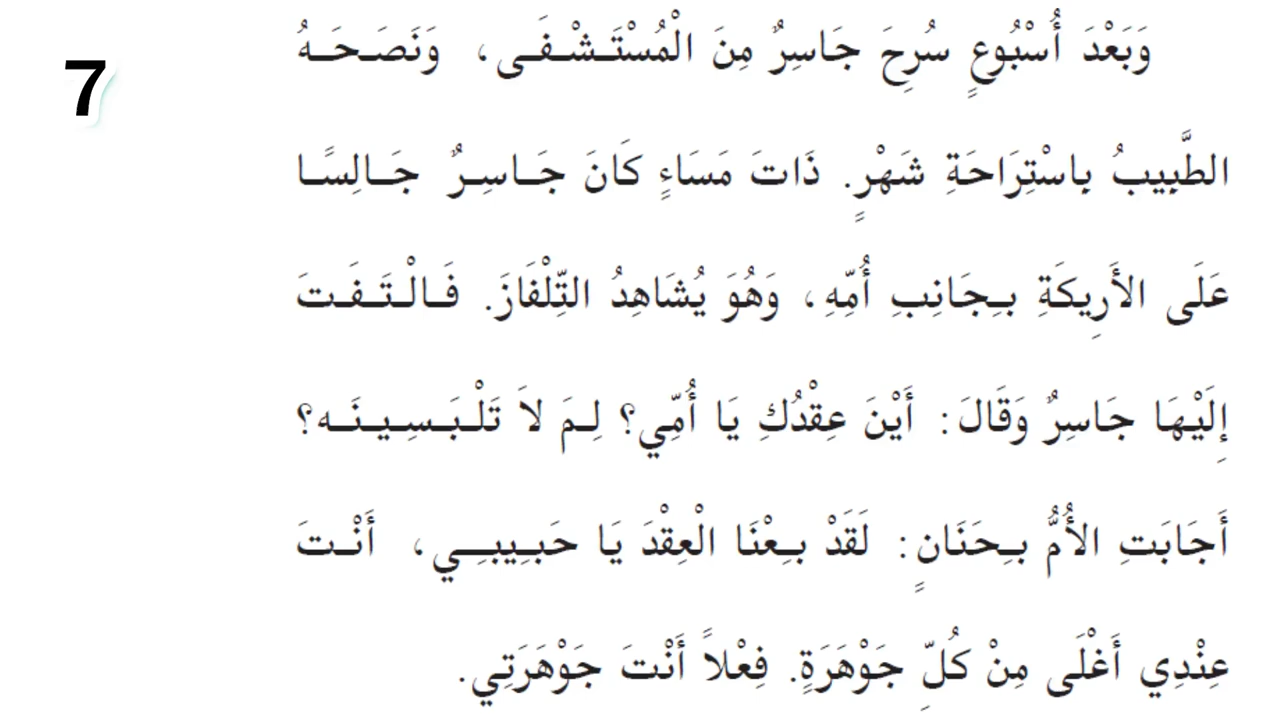 7
وَبَعْدَ أُسْبُوعٍ سُرِحَ جَاسِرٌ مِنَ الْمُسْتَشْفَى، وَنَصَحَهُ
الطَّبِيبُ بِاسْتِرَاحَةِ شَهْرٍ. ذَاتَ مَسَاءٍ كَانَ جَاسِرٌ جَالِسًا
عَلَى الأَرِيكَةِ بِجَانِبِ أُمِّهِ، وَهُوَ يُشَاهِدُ التِّلْفَازَ. فَالْتَفَتَ
إِلَيْهَا جَاسِرٌ وَقَالَ: أَيْنَ عِقْدُكِ يَا أُمِّي؟ لِمَ لاَ تَلْبَسِينَه؟
أَجَابَتِ الأُمُّ بِحَنَانٍ: لَقَدْ بِعْنَا الْعِقْدَ يَا حَبِيبِي، أَنْتَ
عِنْدِي أَغْلَى مِنْ كُلِّ جَوْهَرَةٍ. فِعْلاً أَنْتَ جَوْهَرَتِي.